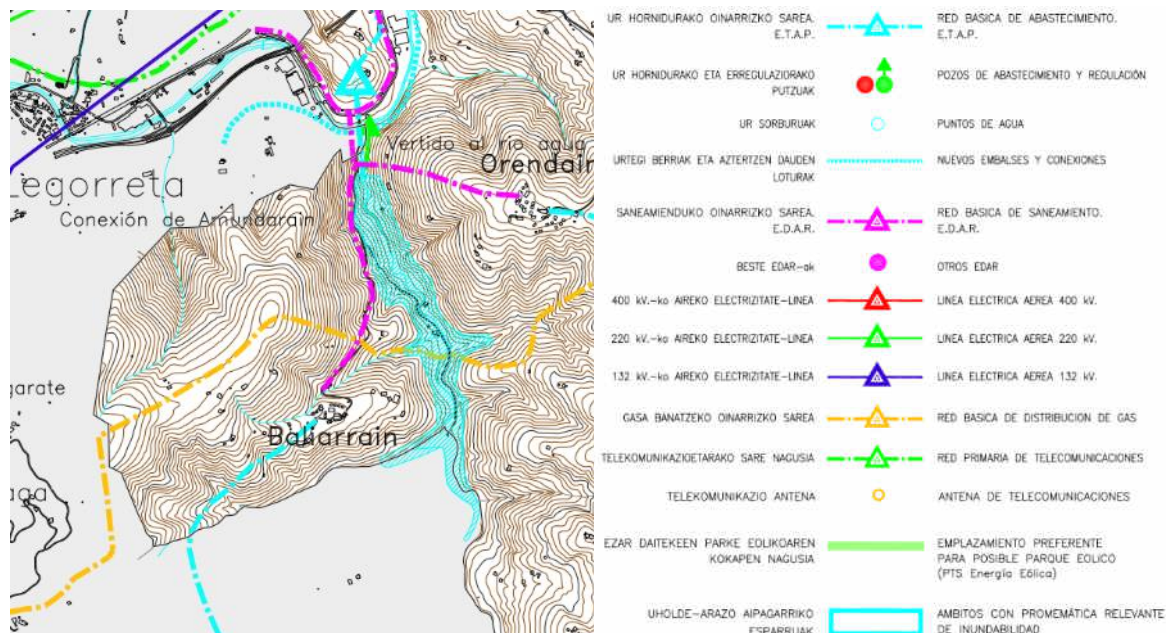 Vertido al rio agua
Orendain
Legorreta
Conexión de Amundarain
garate
Baliarrain
UR HORNIDURAKO OINARRIZKO SAREA.
E.T.A.P.
RED BASICA DE ABASTECIMIENTO.
E.T.A.P.
UR HORNIDURAKO ETA ERREGULAZIORAKO
PUTZUAK
POZOS DE ABASTECIMIENTO Y REGULACIÓN
UR SORBURUAK
PUNTOS DE AGUA
URTEGI BERRIAK ETA AZTERTZEN DAUDEN
LOTURAK
NUEVOS EMBALSES Y CONEXIONES
SANEAMIENDUKO OINARRIZKO SAREA.
E.D.A.R.
RED BASICA DE SANEAMIENTO.
E.D.A.R.
BESTE EDAR-ak
OTROS EDAR
400 kV.-ko AIREKO ELECTRIZITATE-LINEA
LINEA ELECTRICA AEREA 400 kV.
220 kV.-ko AIREKO ELECTRIZITATE-LINEA
LINEA ELECTRICA AEREA 220 kV.
132 kV.-ko AIREKO ELECTRIZITATE-LINEA
LINEA ELECTRICA AEREA 132 kV.
GASA BANATZEKO OINARRIZKO SAREA
RED BASICA DE DISTRIBUCION DE GAS
TELEKOMUNIKAZIOETARAKO SARE NAGUSIA
RED PRIMARIA DE TELECOMUNICACIONES
TELEKOMUNIKAZIO ANTENA
ANTENA DE TELECOMUNICACIONES
EZAR DAITEKEEN PARKE EOLIKOAREN
KOKAPEN NAGUSIA
EMPLAZAMIENTO PREFERENTE
PARA POSIBLE PARQUE EOLICO
(PTS Energía Eólica)
UHOLDE-ARAZO AIPAGARRIKO
ESPARRUAK
AMBITOS CON PROMEMÁTICA RELEVANTE
DE INUNDABILIDAD